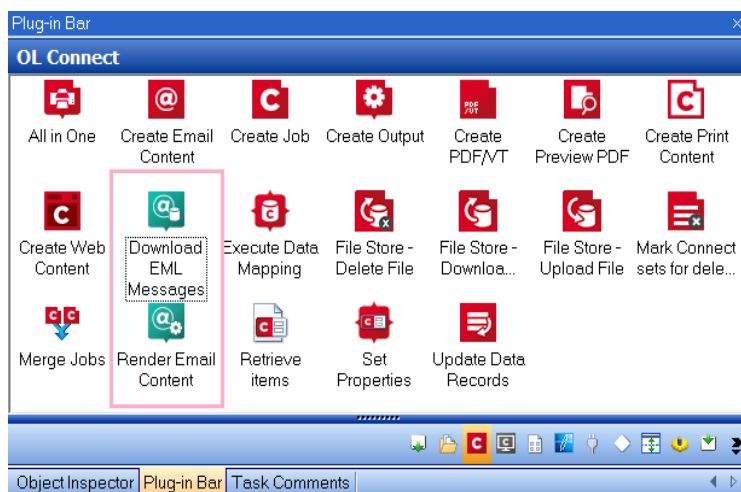 Plug-in Bar
OL Connect
All in One
Create Email Content
Create Job
Create Output
Create PDF/VT
Create Preview PDF
Create Print Content
Create Web Content
Download EML Messages
Execute Data Mapping
File Store - Delete File
File Store - Downloa...
File Store - Upload File
Mark Connect sets for dele...
Merge Jobs
Render Email Content
Retrieve items
Set Properties
Update Data Records
Object Inspector
Plug-in Bar
Task Comments